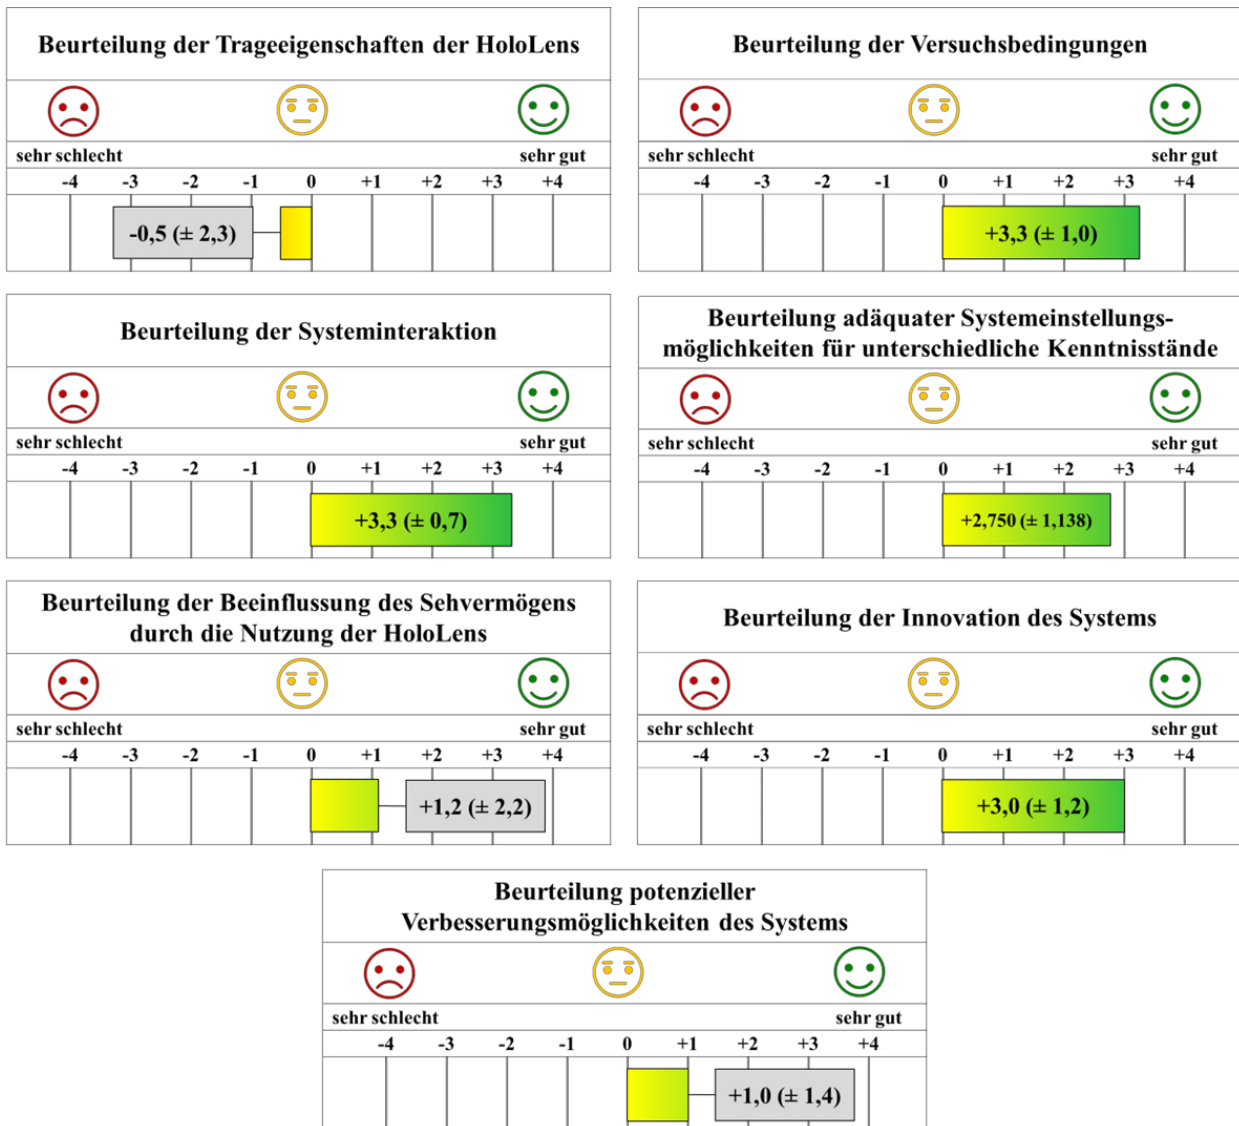 Beurteilung der Trageeigenschaften der HoloLens
sehr schlecht sehr gut
-4 -3 -2 -1 0 +1 +2 +3 +4
-0,5 (± 2,3)
Beurteilung der Versuchsbedingungen
sehr schlecht sehr gut
-4 -3 -2 -1 0 +1 +2 +3 +4
+3,3 (± 1,0)
Beurteilung der Systeminteraktion
sehr schlecht sehr gut
-4 -3 -2 -1 0 +1 +2 +3 +4
+3,3 (± 0,7)
Beurteilung adäquater Systemeinstellungs-
möglichkeiten für unterschiedliche Kenntnisstände
sehr schlecht sehr gut
-4 -3 -2 -1 0 +1 +2 +3 +4
+2,750 (± 1,138)
Beurteilung der Beeinflussung des Sehvermögens
durch die Nutzung der HoloLens
sehr schlecht sehr gut
-4 -3 -2 -1 0 +1 +2 +3 +4
+1,2 (± 2,2)
Beurteilung der Innovation des Systems
sehr schlecht sehr gut
-4 -3 -2 -1 0 +1 +2 +3 +4
+3,0 (± 1,2)
Beurteilung potenzieller
Verbesserungsmöglichkeiten des Systems
sehr schlecht sehr gut
-4 -3 -2 -1 0 +1 +2 +3 +4
+1,0 (± 1,4)